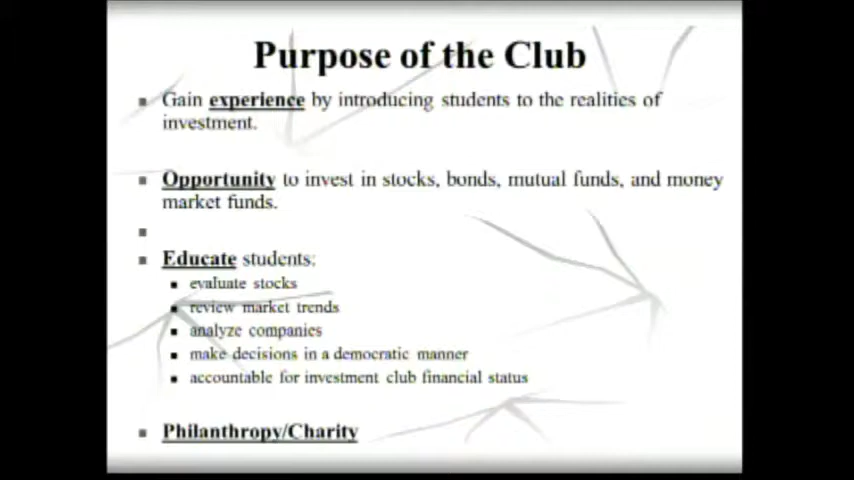 Purpose of the Club
Gain experience by introducing students to the realities of
investment.
Opportunity to invest in stocks, bonds, mutual funds, and money
market funds.
Educate students:
evaluate stocks
review market trends
analyze companies
make decisions in a democratic manner
accountable for investment club financial status
Philanthropy/Charity